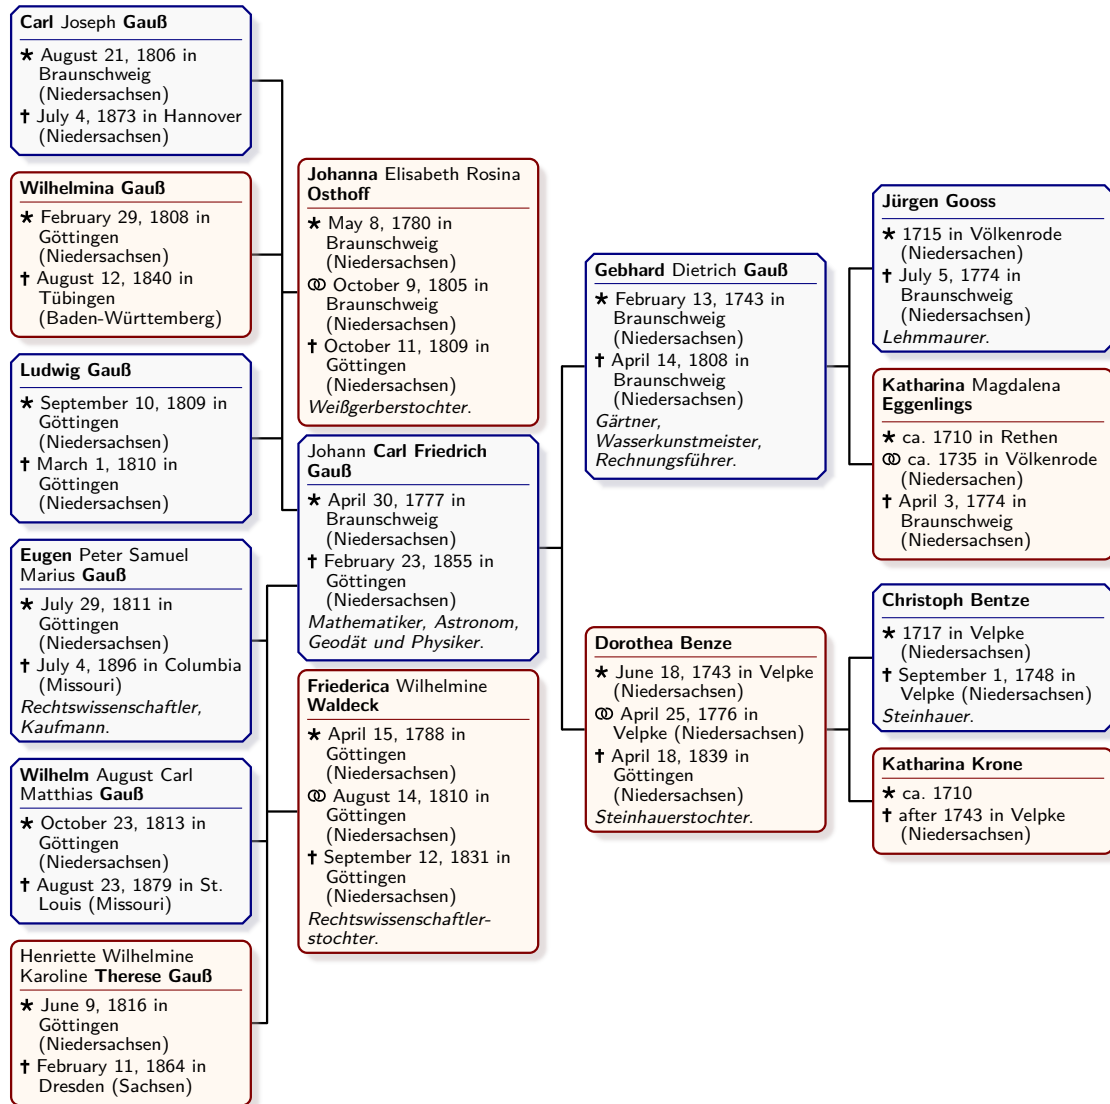 Carl Joseph Gauß
★ August 21, 1806 in
Braunschweig
(Niedersachsen)
† July 4, 1873 in Hannover
(Niedersachsen)
Wilhelmina Gauß
★ February 29, 1808 in
Göttingen
(Niedersachsen)
† August 12, 1840 in
Tübingen
(Baden-Württemberg)
Ludwig Gauß
★ September 10, 1809 in
Göttingen
(Niedersachsen)
† March 1, 1810 in
Göttingen
(Niedersachsen)
Eugen Peter Samuel
Marius Gauß
★ July 29, 1811 in
Göttingen
(Niedersachsen)
† July 4, 1896 in Columbia
(Missouri)
Rechtswissenschaftler,
Kaufmann.
Wilhelm August Carl
Matthias Gauß
★ October 23, 1813 in
Göttingen
(Niedersachsen)
† August 23, 1879 in St.
Louis (Missouri)
Henriette Wilhelmine
Karoline Therese Gauß
★ June 9, 1816 in
Göttingen
(Niedersachsen)
† February 11, 1864 in
Dresden (Sachsen)
Johanna Elisabeth Rosina
Osthoff
★ May 8, 1780 in
Braunschweig
(Niedersachsen)
⚭ October 9, 1805 in
Braunschweig
(Niedersachsen)
† October 11, 1809 in
Göttingen
(Niedersachsen)
Weißgerberstochter.
Johann Carl Friedrich
Gauß
★ April 30, 1777 in
Braunschweig
(Niedersachsen)
† February 23, 1855 in
Göttingen
(Niedersachsen)
Mathematiker, Astronom,
Geodät und Physiker.
Friederica Wilhelmine
Waldeck
★ April 15, 1788 in
Göttingen
(Niedersachsen)
⚭ August 14, 1810 in
Göttingen
(Niedersachsen)
† September 12, 1831 in
Göttingen
(Niedersachsen)
Rechtswissenschaftler-
stochter.
Gebhard Dietrich Gauß
★ February 13, 1743 in
Braunschweig
(Niedersachsen)
† April 14, 1808 in
Braunschweig
(Niedersachsen)
Gärtner,
Wasserkunstmeister,
Rechnungsführer.
Dorothea Benze
★ June 18, 1743 in Velpke
(Niedersachsen)
⚭ April 25, 1776 in
Velpke (Niedersachsen)
† April 18, 1839 in
Göttingen
(Niedersachsen)
Steinhauerstochter.
Jürgen Gooss
★ 1715 in Völkenrode
(Niedersachen)
† July 5, 1774 in
Braunschweig
(Niedersachsen)
Lehmmaurer.
Katharina Magdalena
Eggenlings
★ ca. 1710 in Rethen
⚭ ca. 1735 in Völkenrode
(Niedersachen)
† April 3, 1774 in
Braunschweig
(Niedersachsen)
Christoph Bentze
★ 1717 in Velpke
(Niedersachsen)
† September 1, 1748 in
Velpke (Niedersachsen)
Steinhauer.
Katharina Krone
★ ca. 1710
† after 1743 in Velpke
(Niedersachsen)